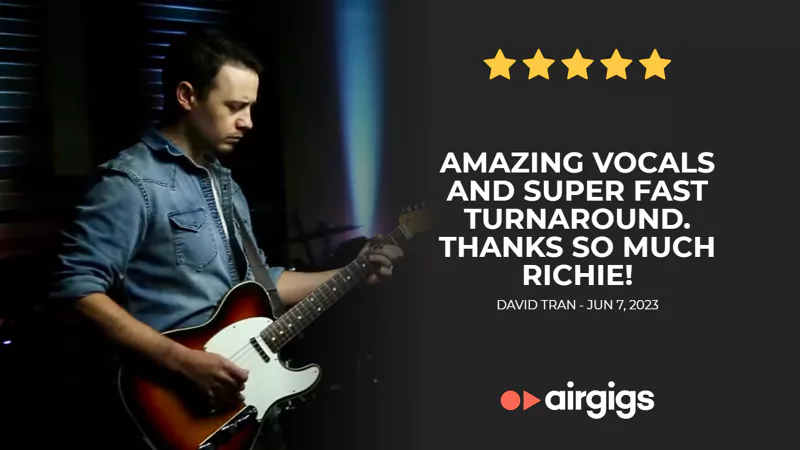 AMAZING VOCALS
AND SUPER FAST
TURNAROUND.
THANKS SO MUCH
RICHIE!
DAVID TRAN - JUN 7, 2023
airgigs